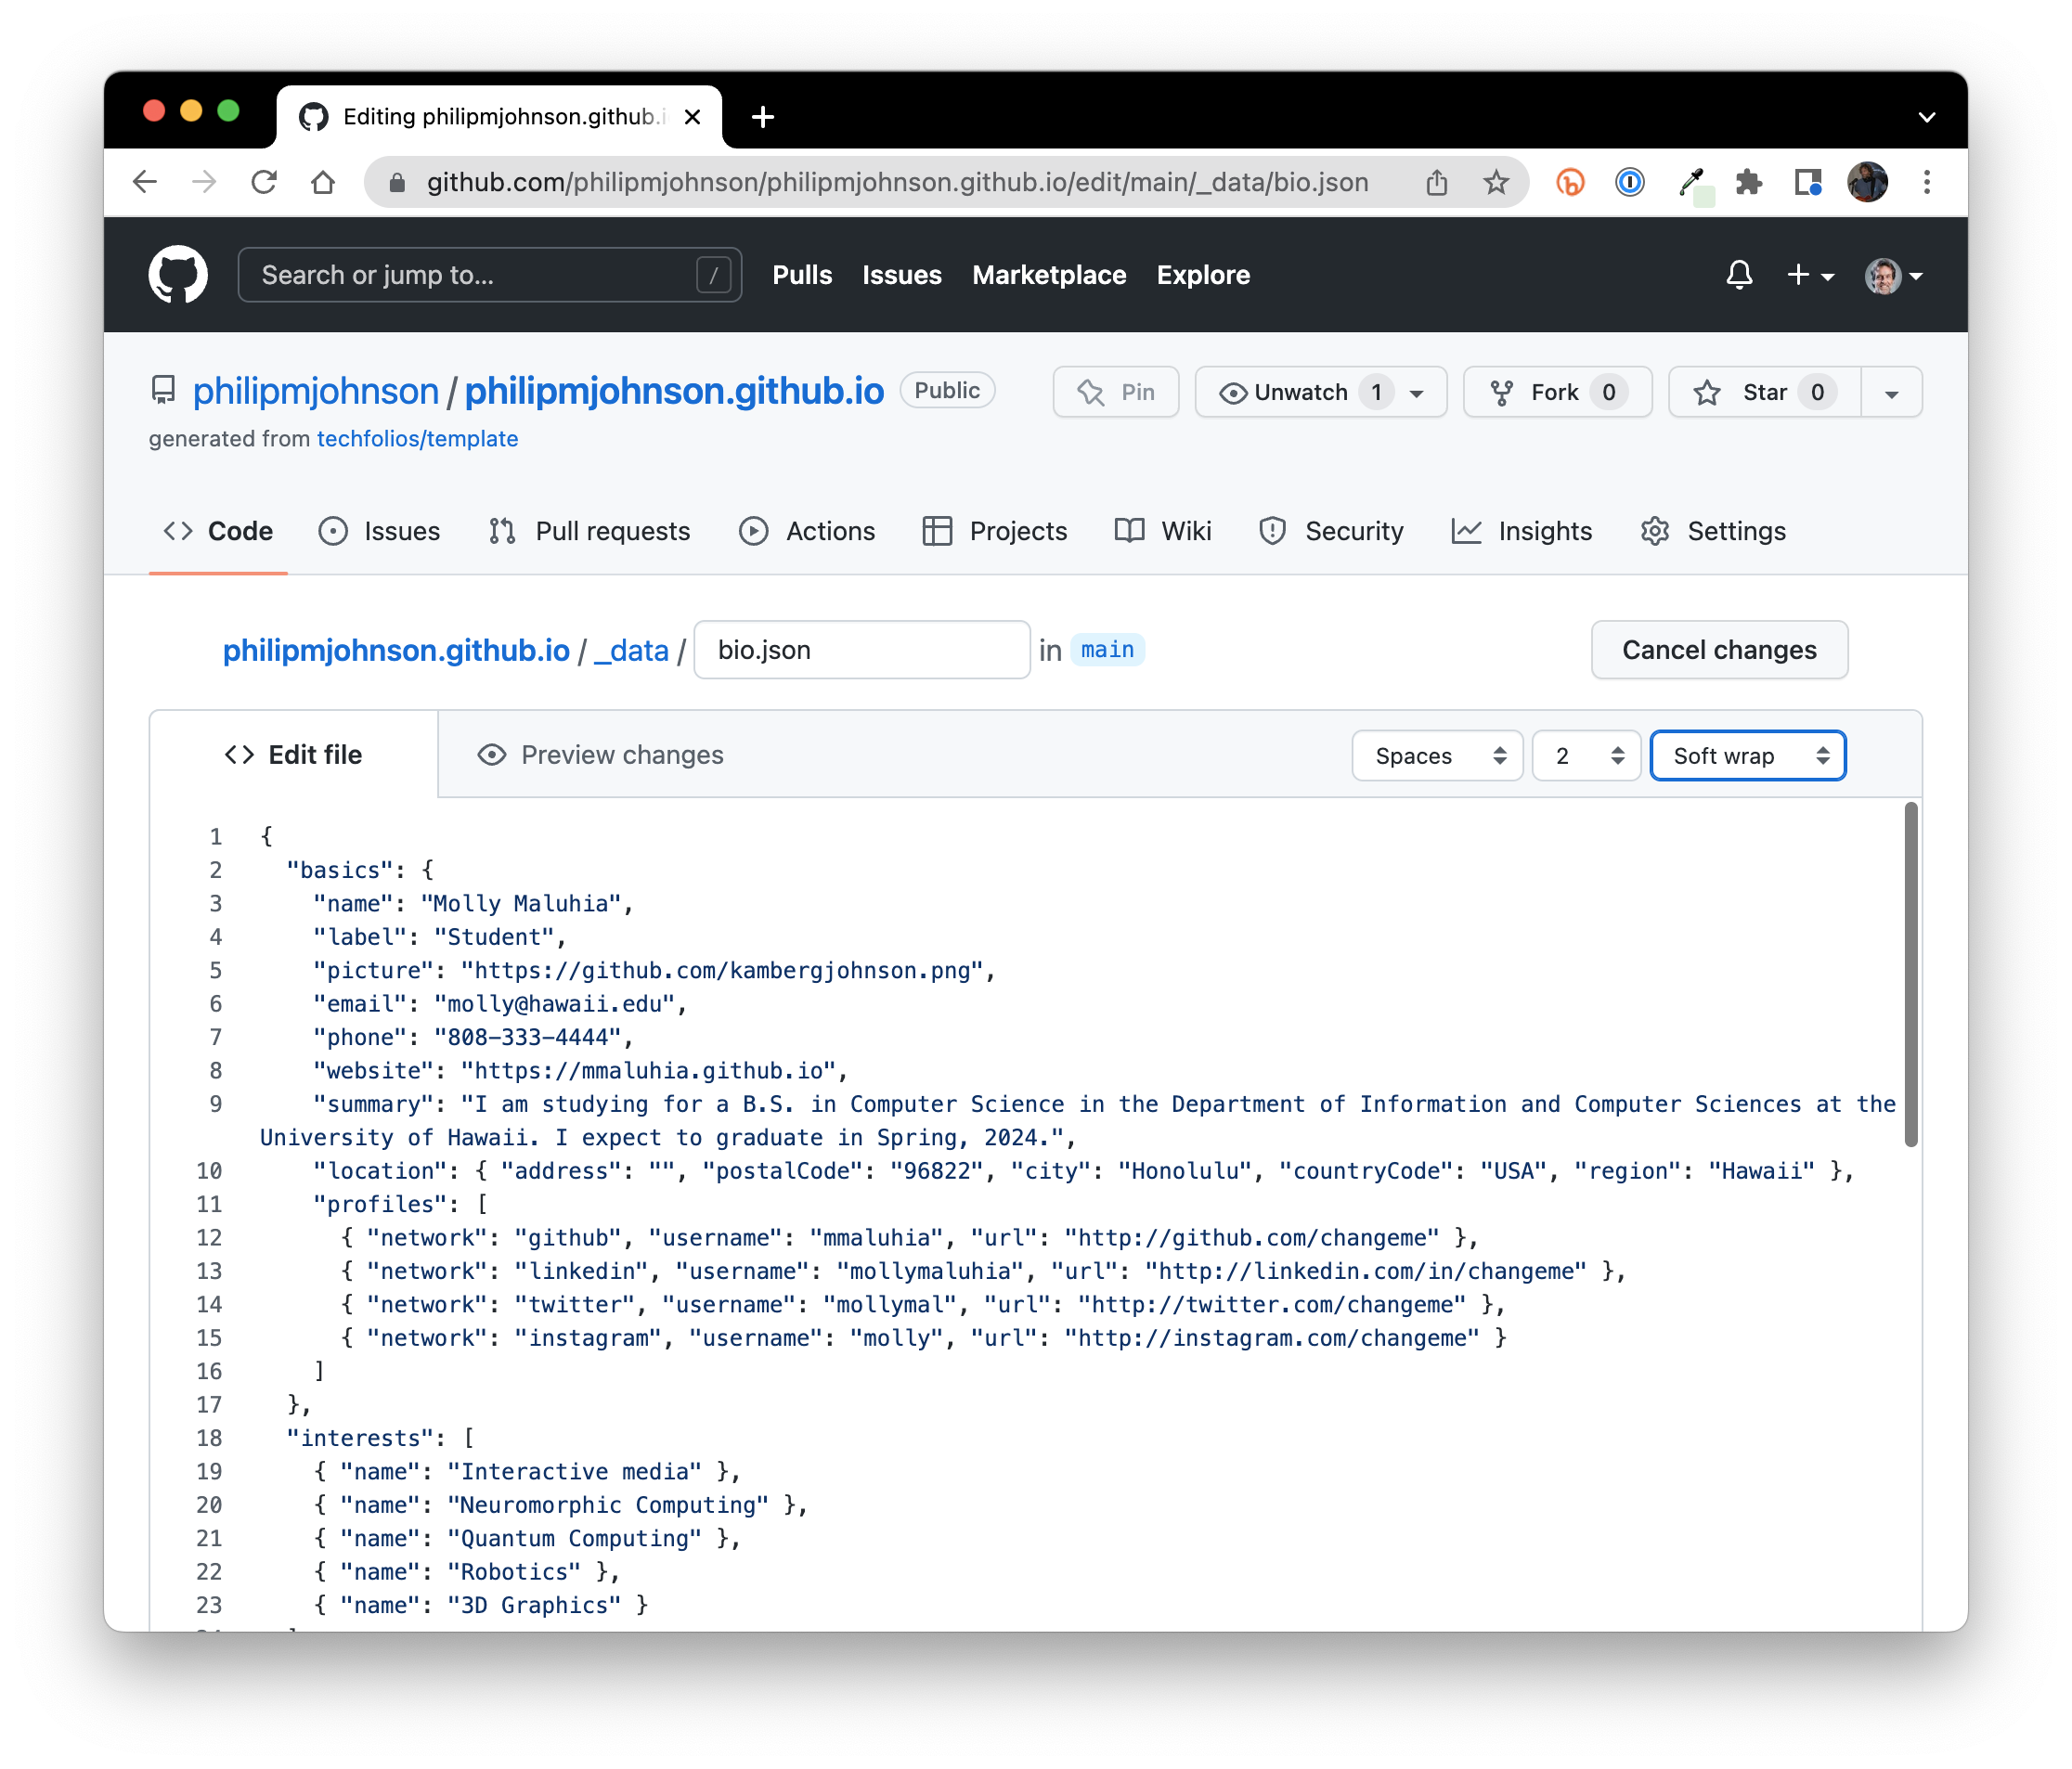 Editing philipmjohnson.github.i
github.com/philipmjohnson/philipmjohnson.github.io/edit/main/_data/bio.json
Search or jump to... / Pulls Issues Marketplace Explore
philipmjohnson / philipmjohnson.github.io Public Pin Unwatch 1 Fork 0 Star 0
generated from techfolios/template
Code Issues Pull requests Actions Projects Wiki Security Insights Settings
philipmjohnson.github.io / _data / bio.json in main Cancel changes
Edit file Preview changes Spaces 2 Soft wrap
1 {
2 "basics": {
3 "name": "Molly Maluhia",
4 "label": "Student",
5 "picture": "https://github.com/kambergjohnson.png",
6 "email": "molly@hawaii.edu",
7 "phone": "808-333-4444",
8 "website": "https://mmaluhia.github.io",
9 "summary": "I am studying for a B.S. in Computer Science in the Department of Information and Computer Sciences at the
University of Hawaii. I expect to graduate in Spring, 2024.",
10 "location": { "address": "", "postalCode": "96822", "city": "Honolulu", "countryCode": "USA", "region": "Hawaii" },
11 "profiles": [
12 { "network": "github", "username": "mmaluhia", "url": "http://github.com/changeme" },
13 { "network": "linkedin", "username": "mollymaluhia", "url": "http://linkedin.com/in/changeme" },
14 { "network": "twitter", "username": "mollymal", "url": "http://twitter.com/changeme" },
15 { "network": "instagram", "username": "molly", "url": "http://instagram.com/changeme" }
16 ]
17 },
18 "interests": [
19 { "name": "Interactive media" },
20 { "name": "Neuromorphic Computing" },
21 { "name": "Quantum Computing" },
22 { "name": "Robotics" },
23 { "name": "3D Graphics" }